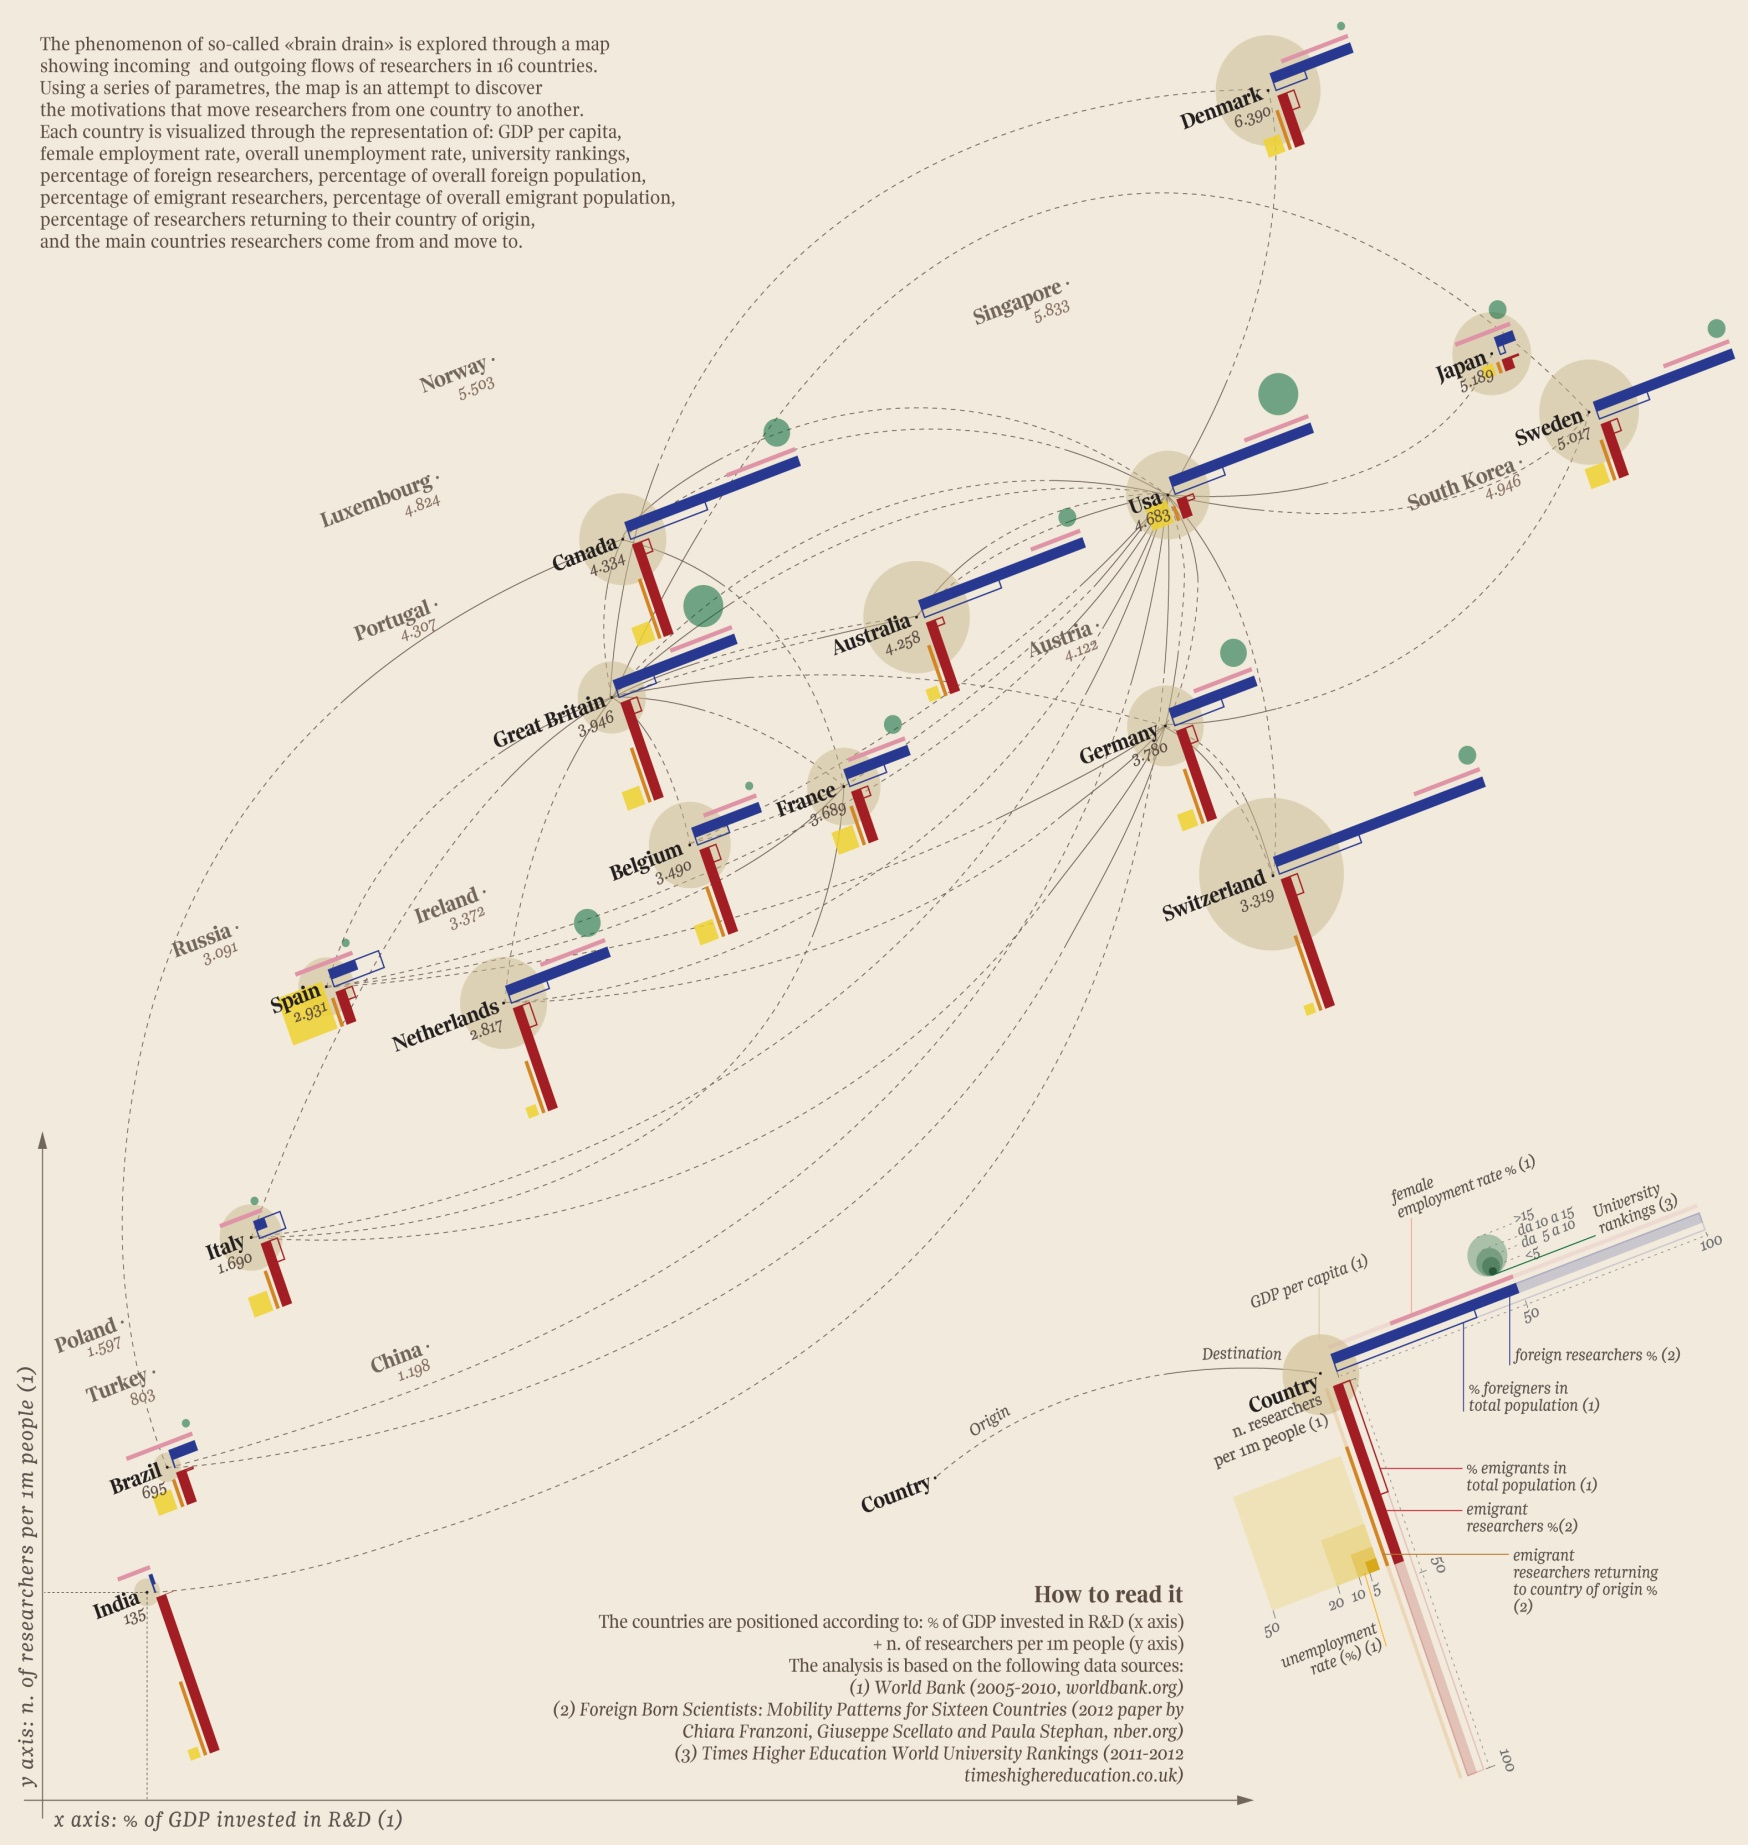 The phenomenon of so-called «brain drain» is explored through a map
showing incoming and outgoing flows of researchers in 16 countries.
Using a series of parametres, the map is an attempt to discover
the motivations that move researchers from one country to another.
Each country is visualized through the representation of: GDP per capita,
female employment rate, overall unemployment rate, university rankings,
percentage of foreign researchers, percentage of overall foreign population,
percentage of emigrant researchers, percentage of overall emigrant population,
percentage of researchers returning to their country of origin,
and the main countries researchers come from and move to.
Denmark
6.390
Singapore
5.833
Norway
5.503
Japan
5.189
Sweden
5.017
South Korea
4.946
Luxembourg
4.824
Usa
4.683
Canada
4.334
Portugal
4.307
Australia
4.258
Austria
4.122
Great Britain
3.946
Germany
3.780
France
3.689
Belgium
3.490
Ireland
3.372
Switzerland
3.319
Russia
3.091
Spain
2.931
Netherlands
2.817
Italy
1.690
Poland
1.597
China
1.198
Turkey
803
Brazil
695
India
135
y axis: n. of researchers per 1m people (1)
x axis: % of GDP invested in R&D (1)
How to read it
The countries are positioned according to: % of GDP invested in R&D (x axis)
+ n. of researchers per 1m people (y axis)
The analysis is based on the following data sources:
(1) World Bank (2005-2010, worldbank.org)
(2) Foreign Born Scientists: Mobility Patterns for Sixteen Countries (2012 paper by
Chiara Franzoni, Giuseppe Scellato and Paula Stephan, nber.org)
(3) Times Higher Education World University Rankings (2011-2012
timeshighereducation.co.uk)
female
employment rate % (1)
>15
da 10 a 15
da 5 a 10
<5
University
rankings (3)
100
50
GDP per capita (1)
Destination
Origin
Country
Country
n. researchers
per 1m people (1)
foreign researchers % (2)
% foreigners in
total population (1)
% emigrants in
total population (1)
emigrant
researchers %(2)
emigrant
researchers returning
to country of origin %
(2)
50
100
50
20
10
5
unemployment
rate (%) (1)